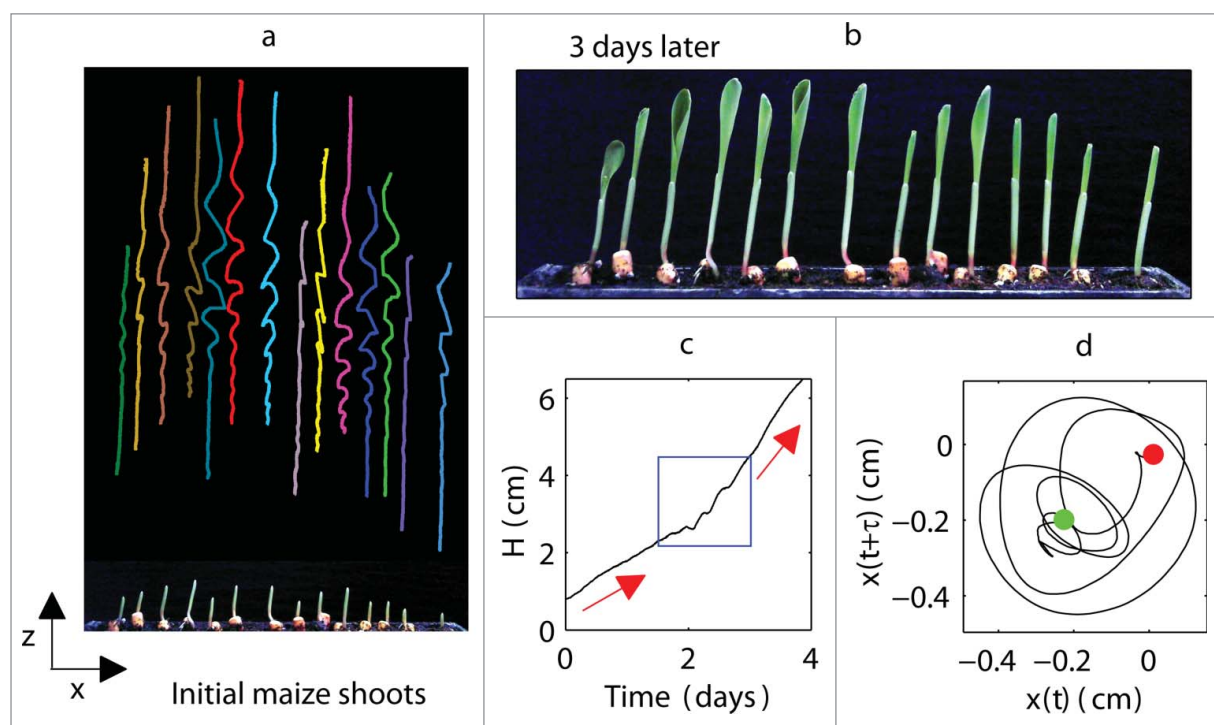 a
z
x
Initial maize shoots
b
3 days later
c
H (cm)
6
4
2
0
0
2
4
Time (days)
d
x(t+τ) (cm)
0
−0.2
−0.4
−0.4
−0.2
0
x(t) (cm)